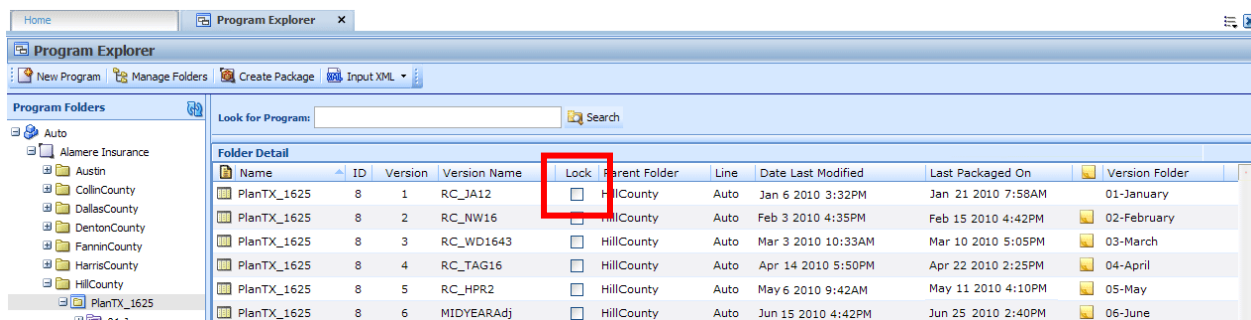 Home Program Explorer x
Program Explorer
New Program Manage Folders Create Package Input XML
Program Folders
Look for Program: Search
Auto
Alamere Insurance
Austin
CollinCounty
DallasCounty
DentonCounty
FanninCounty
HarrisCounty
HillCounty
PlanTX_1625
Folder Detail
Name ID Version Version Name Lock Parent Folder Line Date Last Modified Last Packaged On Version Folder
PlanTX_1625 8 1 RC_JA12 HillCounty Auto Jan 6 2010 3:32PM Jan 21 2010 7:58AM 01-January
PlanTX_1625 8 2 RC_NW16 HillCounty Auto Feb 3 2010 4:35PM Feb 15 2010 4:42PM 02-February
PlanTX_1625 8 3 RC_WD1643 HillCounty Auto Mar 3 2010 10:33AM Mar 10 2010 5:05PM 03-March
PlanTX_1625 8 4 RC_TAG16 HillCounty Auto Apr 14 2010 5:50PM Apr 22 2010 2:25PM 04-April
PlanTX_1625 8 5 RC_HPR2 HillCounty Auto May 6 2010 9:42AM May 11 2010 4:10PM 05-May
PlanTX_1625 8 6 MIDYEARAdj HillCounty Auto Jun 15 2010 4:42PM Jun 25 2010 2:40PM 06-June